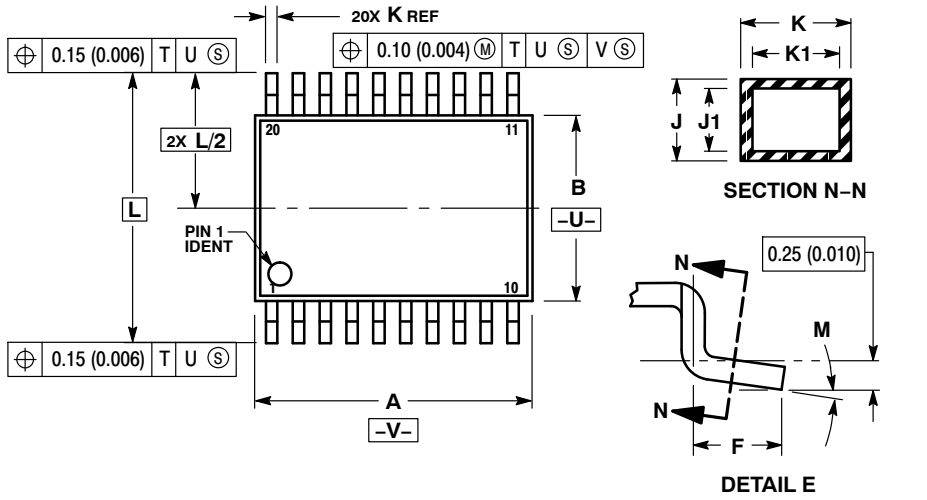 20X K REF
⌖ 0.15 (0.006) T U Ⓢ
⌖ 0.10 (0.004) Ⓜ T U Ⓢ V Ⓢ
2X L/2
L
20
11
PIN 1
IDENT
1
10
B
–U–
⌖ 0.15 (0.006) T U Ⓢ
A
–V–
K
K1
J
J1
SECTION N–N
0.25 (0.010)
N
M
N
F
DETAIL E